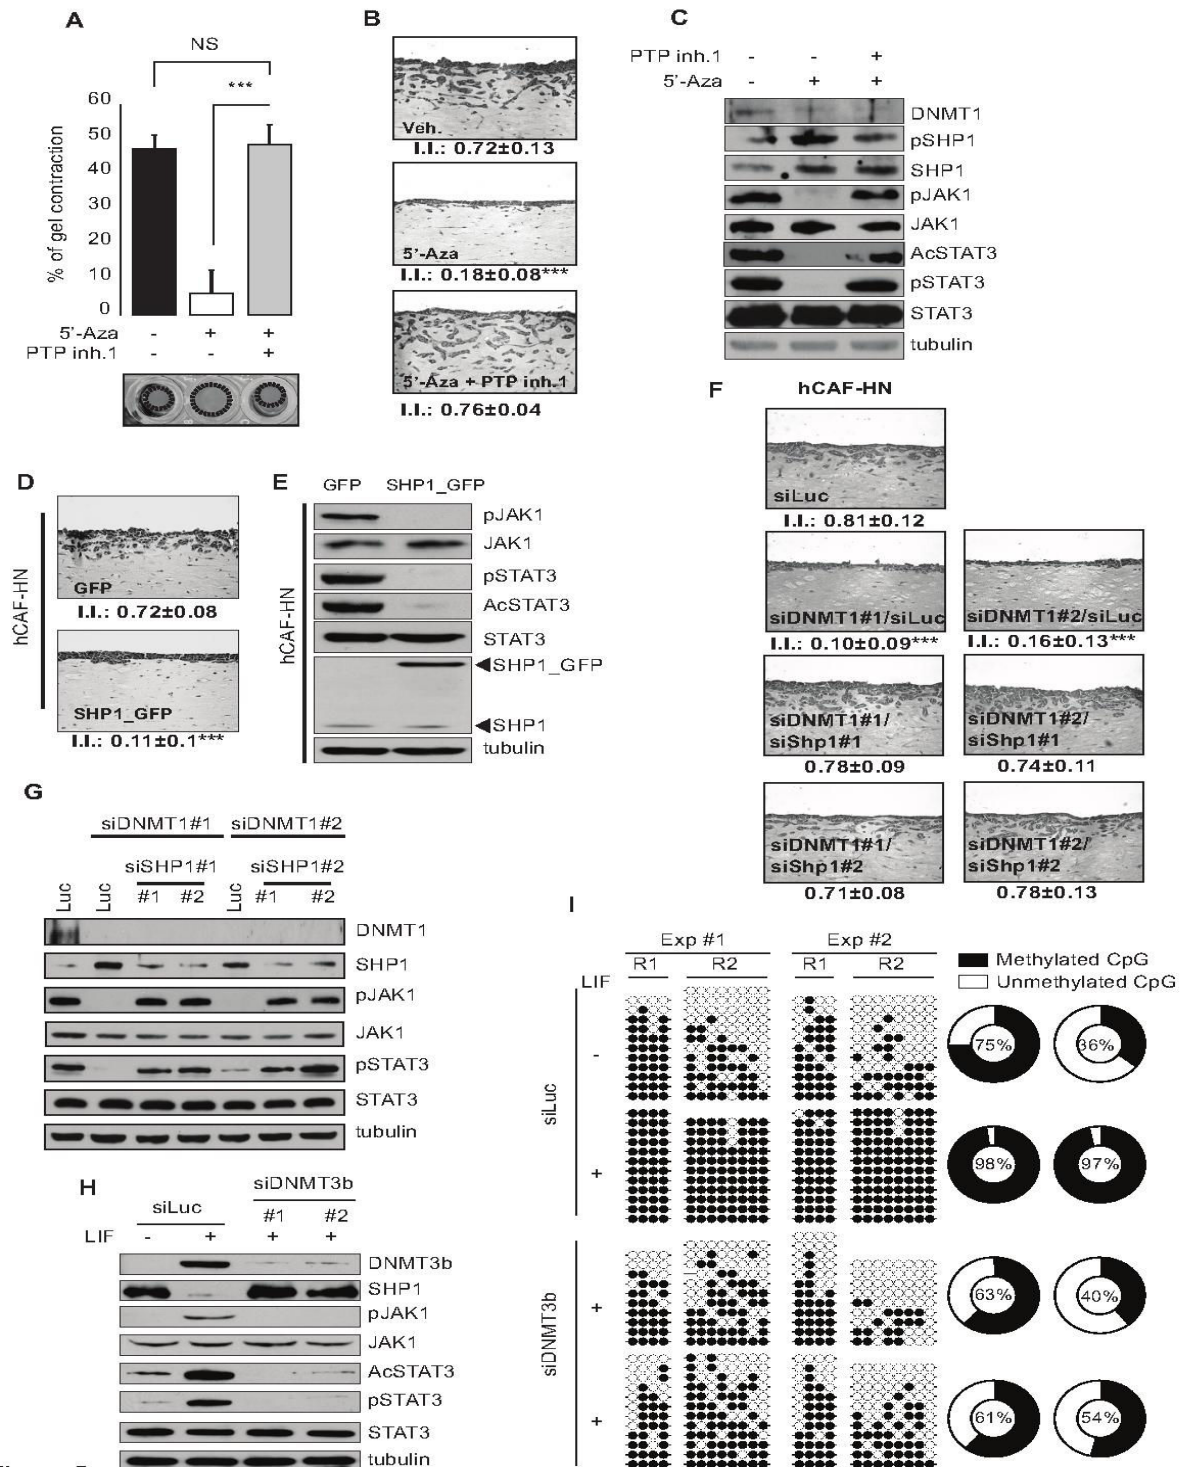 A
NS
***
% of gel contraction
60
50
40
30
20
10
0
5'-Aza - + +
PTP inh.1 - - +
B
Veh.
I.I.: 0.72±0.13
5'-Aza
I.I.: 0.18±0.08***
5'-Aza + PTP inh.1
I.I.: 0.76±0.04
C
PTP inh.1 - - +
5'-Aza - + +
DNMT1
pSHP1
SHP1
pJAK1
JAK1
AcSTAT3
pSTAT3
STAT3
tubulin
D
hCAF-HN
GFP
I.I.: 0.72±0.08
SHP1_GFP
I.I.: 0.11±0.1***
E
hCAF-HN
GFP SHP1_GFP
pJAK1
JAK1
pSTAT3
AcSTAT3
STAT3
SHP1_GFP
SHP1
tubulin
F
hCAF-HN
siLuc
I.I.: 0.81±0.12
siDNMT1#1/siLuc
I.I.: 0.10±0.09***
siDNMT1#2/siLuc
I.I.: 0.16±0.13***
siDNMT1#1/
siShp1#1
0.78±0.09
siDNMT1#2/
siShp1#1
0.74±0.11
siDNMT1#1/
siShp1#2
0.71±0.08
siDNMT1#2/
siShp1#2
0.78±0.13
G
siDNMT1#1 siDNMT1#2
siSHP1#1 siSHP1#2
Luc Luc #1 #2 Luc #1 #2
DNMT1
SHP1
pJAK1
JAK1
pSTAT3
STAT3
tubulin
H
siLuc siDNMT3b
#1 #2
LIF - + + +
DNMT3b
SHP1
pJAK1
JAK1
AcSTAT3
pSTAT3
STAT3
tubulin
I
Exp #1 Exp #2
R1 R2 R1 R2
LIF
Methylated CpG
Unmethylated CpG
siLuc
-
75% 36%
+
98% 97%
siDNMT3b
+
63% 40%
+
61% 54%